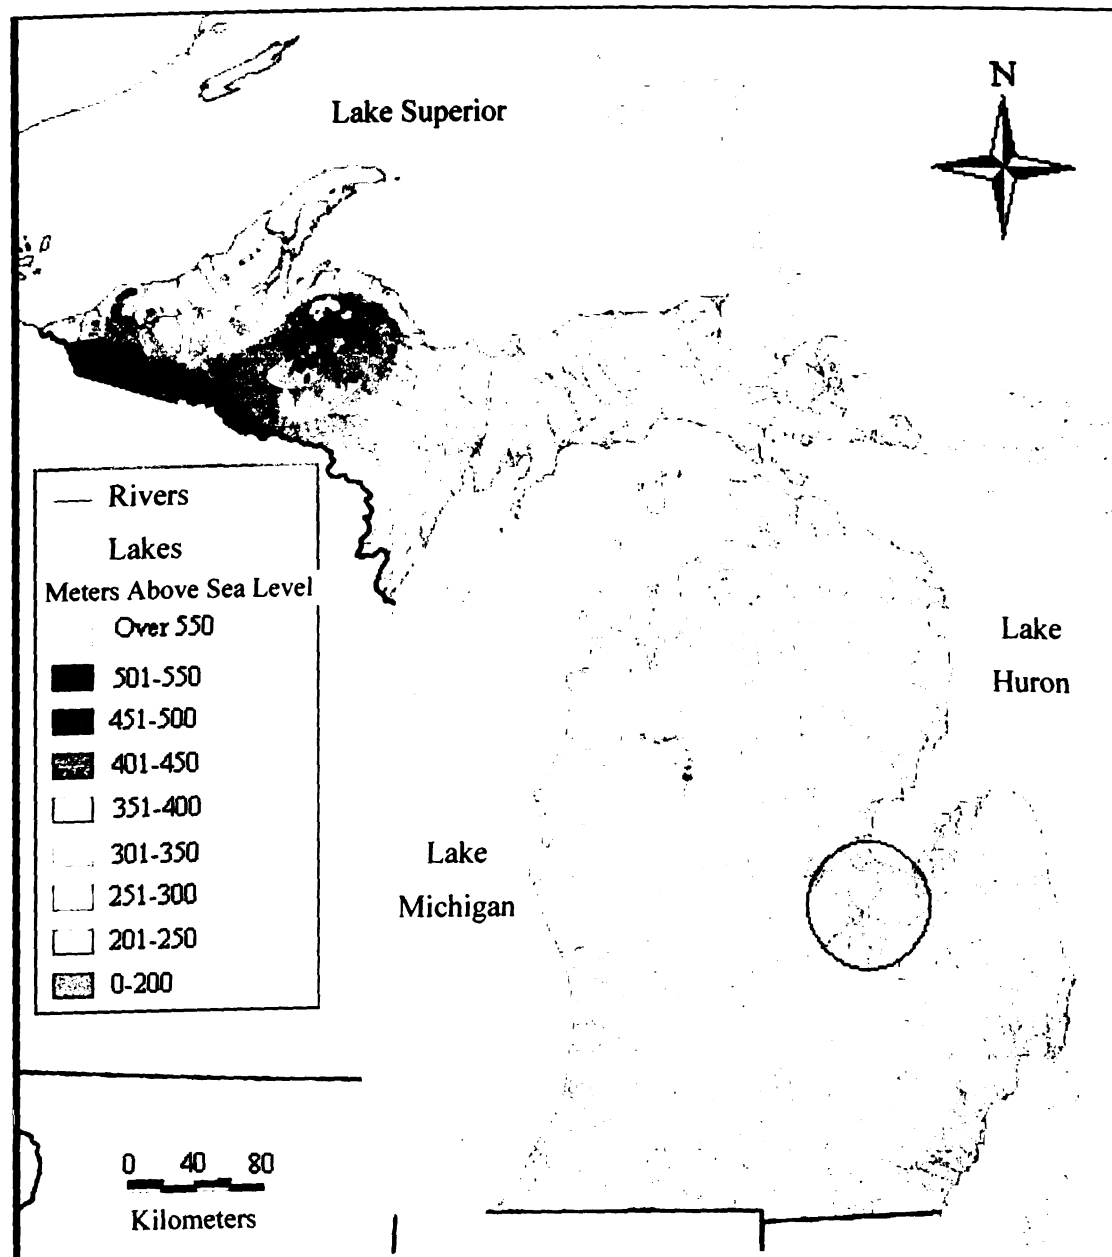 N
Lake Superior
Rivers
Lakes
Meters Above Sea Level
Over 550
501-550
451-500
401-450
351-400
301-350
251-300
201-250
0-200
Lake
Huron
Lake
Michigan
0 40 80
Kilometers